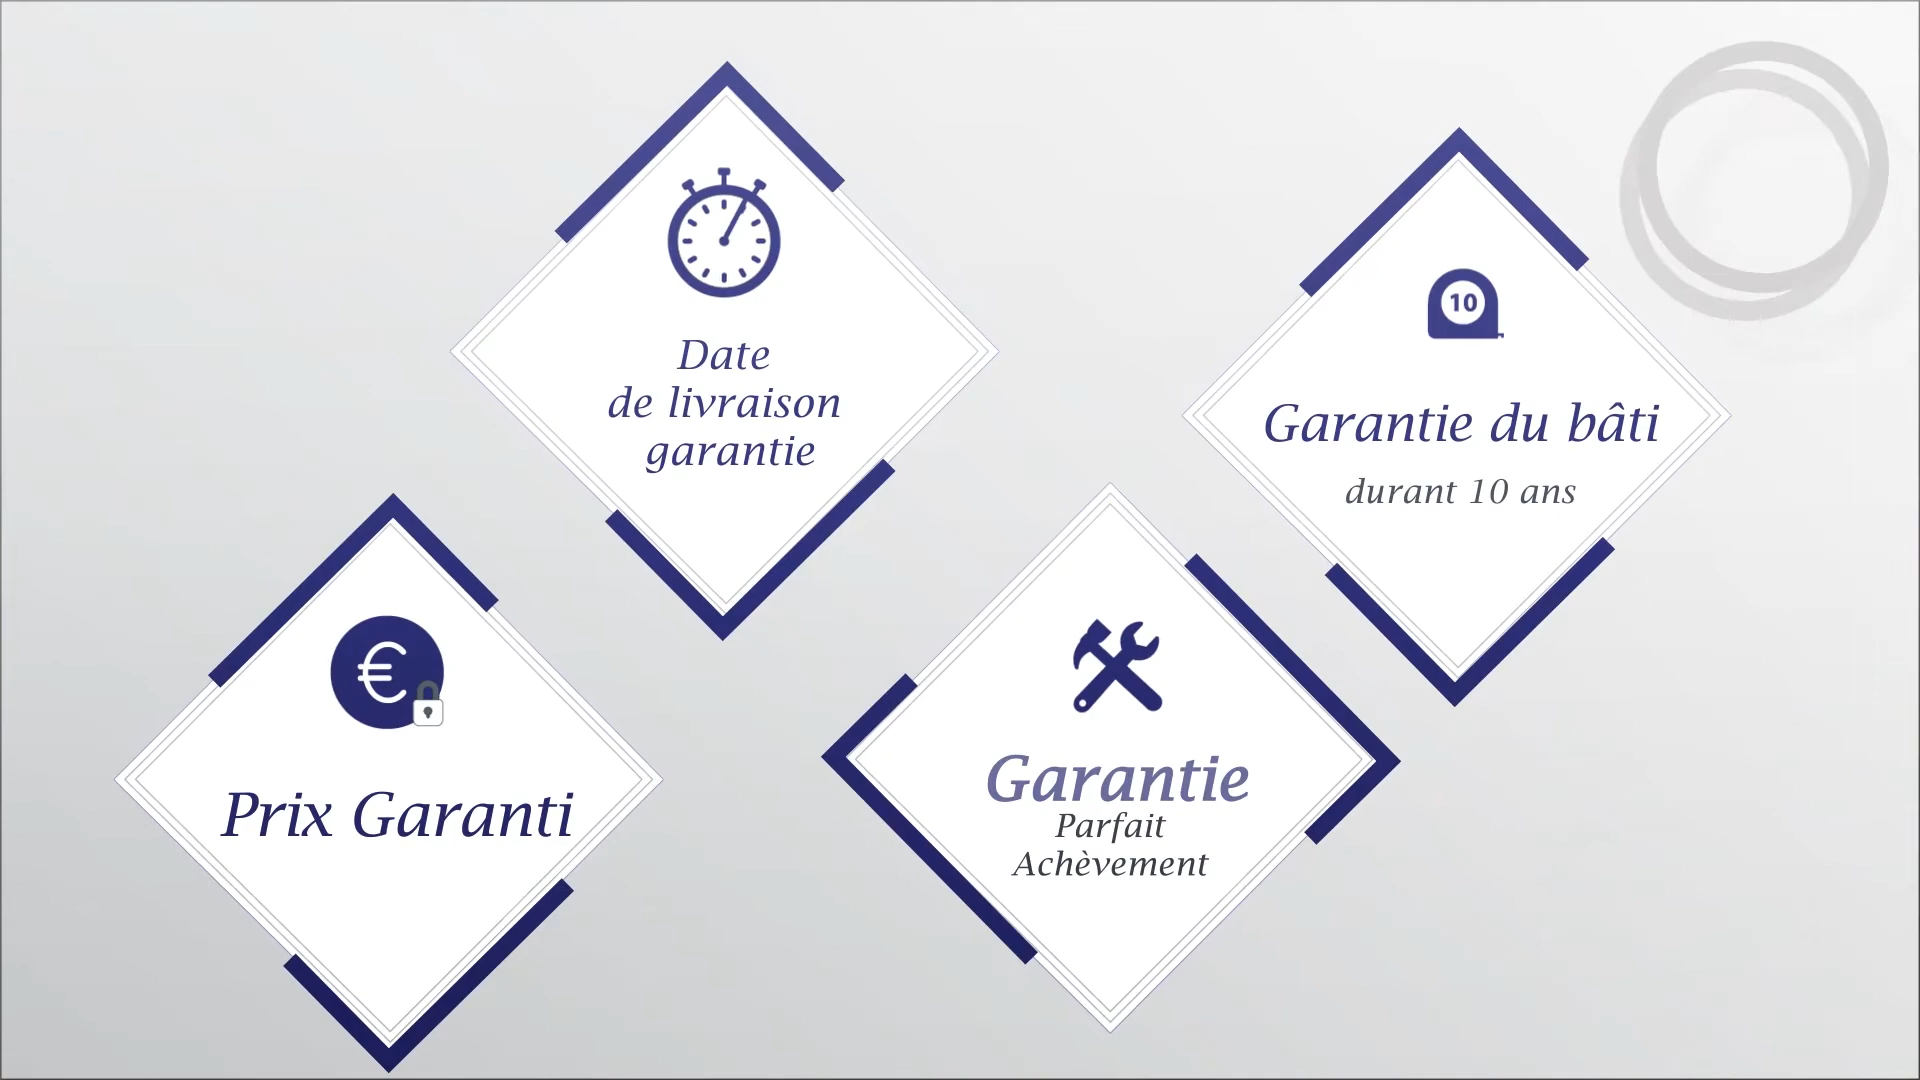 Date
de livraison
garantie
10
Garantie du bâti
durant 10 ans
€
Prix Garanti
Garantie
Parfait
Achèvement